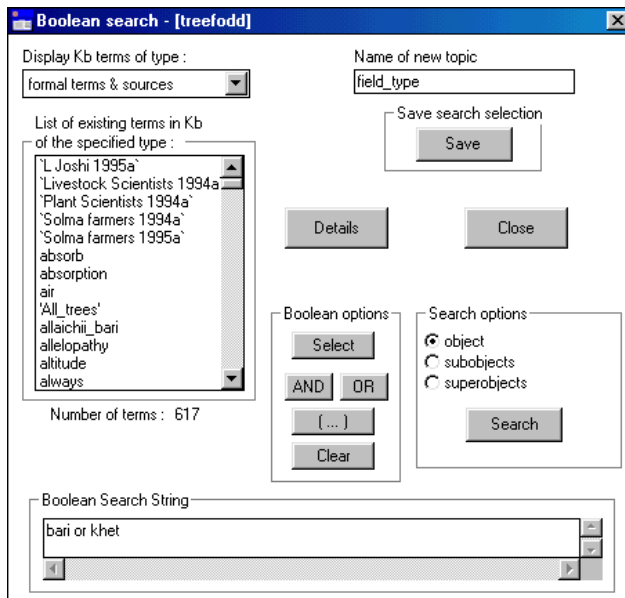 Boolean search - [treefodd]
Display Kb terms of type :
formal terms & sources
Name of new topic
field_type
Save search selection
Save
List of existing terms in Kb
of the specified type :
`L Joshi 1995a`
`Livestock Scientists 1994a
`Plant Scientists 1994a`
`Solma farmers 1994a`
`Solma farmers 1995a`
absorb
absorption
air
'All_trees'
allaichii_bari
allelopathy
altitude
always
Number of terms : 617
Details
Close
Boolean options
Select
AND OR
( ... )
Clear
Search options
object
subobjects
superobjects
Search
Boolean Search String
bari or khet